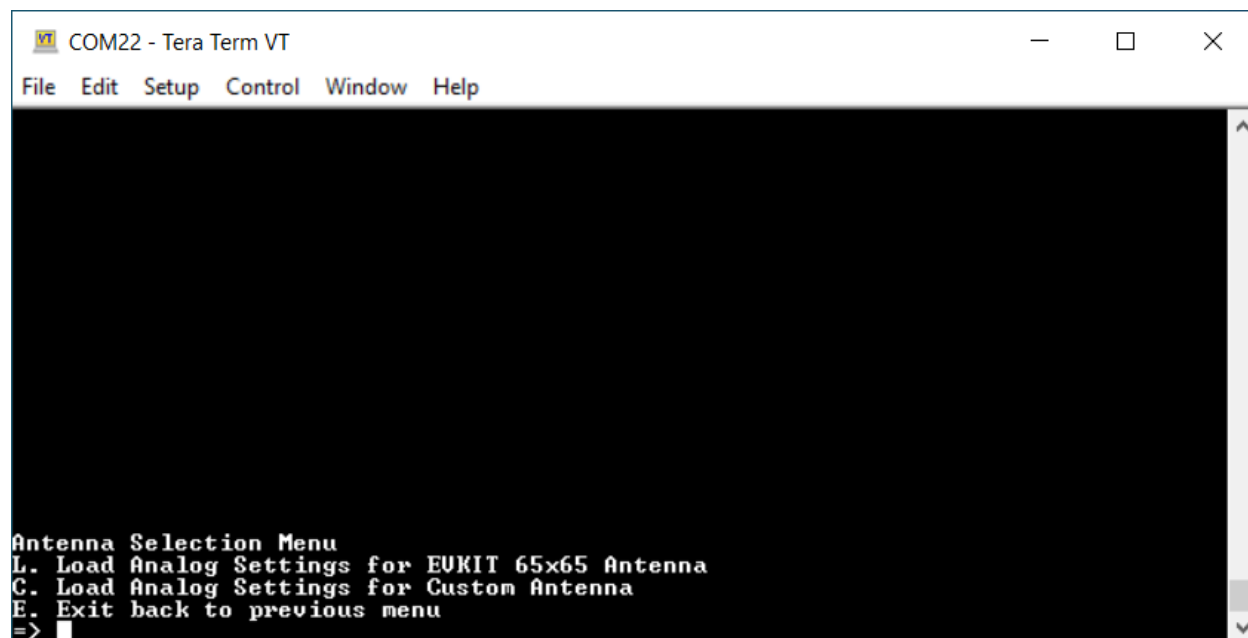 VT COM22 - Tera Term VT
File Edit Setup Control Window Help
Antenna Selection Menu
L. Load Analog Settings for EVKIT 65x65 Antenna
C. Load Analog Settings for Custom Antenna
E. Exit back to previous menu
=>